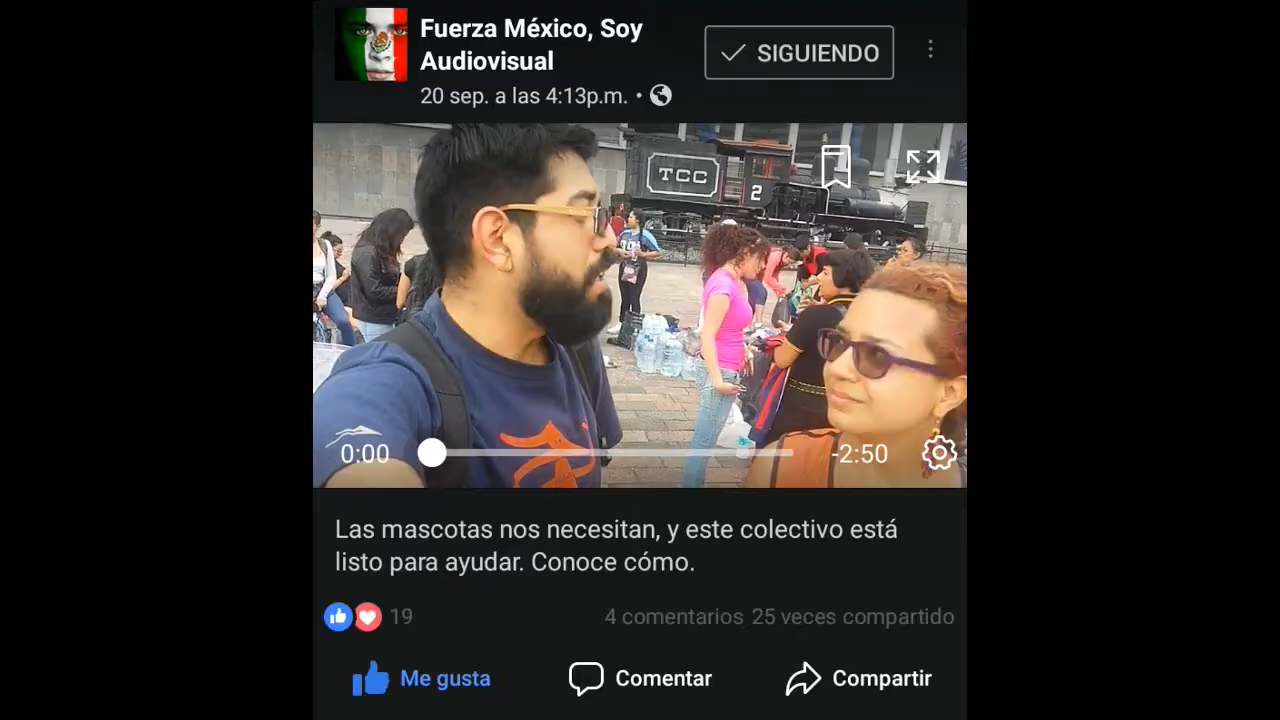 Fuerza México, Soy
Audiovisual
SIGUIENDO
20 sep. a las 4:13p.m. •
TCC
2
0:00
-2:50
Las mascotas nos necesitan, y este colectivo está
listo para ayudar. Conoce cómo.
19
4 comentarios 25 veces compartido
Me gusta
Comentar
Compartir